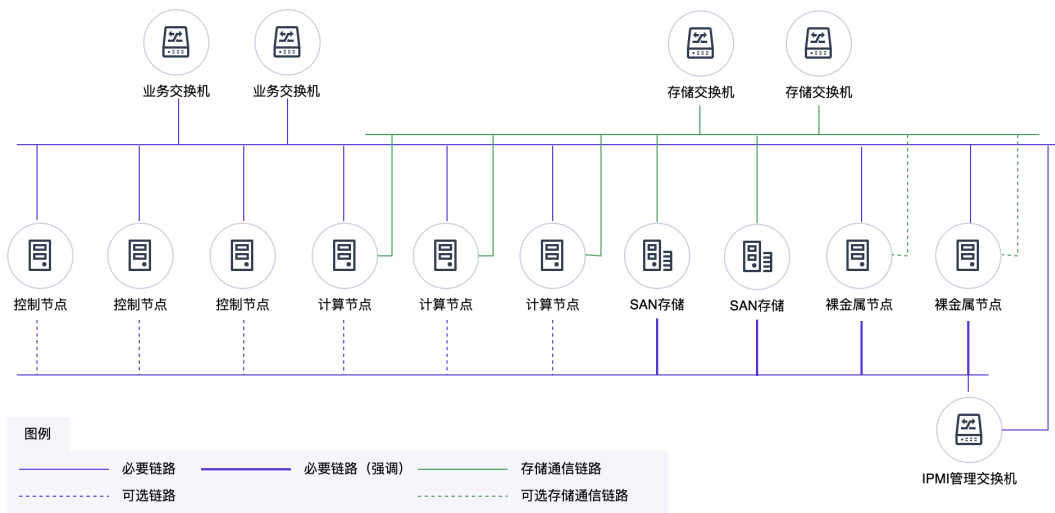 业务交换机
业务交换机
存储交换机
存储交换机
控制节点
控制节点
控制节点
计算节点
计算节点
计算节点
SAN存储
SAN存储
裸金属节点
裸金属节点
IPMI管理交换机
图例
必要链路
必要链路（强调）
存储通信链路
可选链路
可选存储通信链路